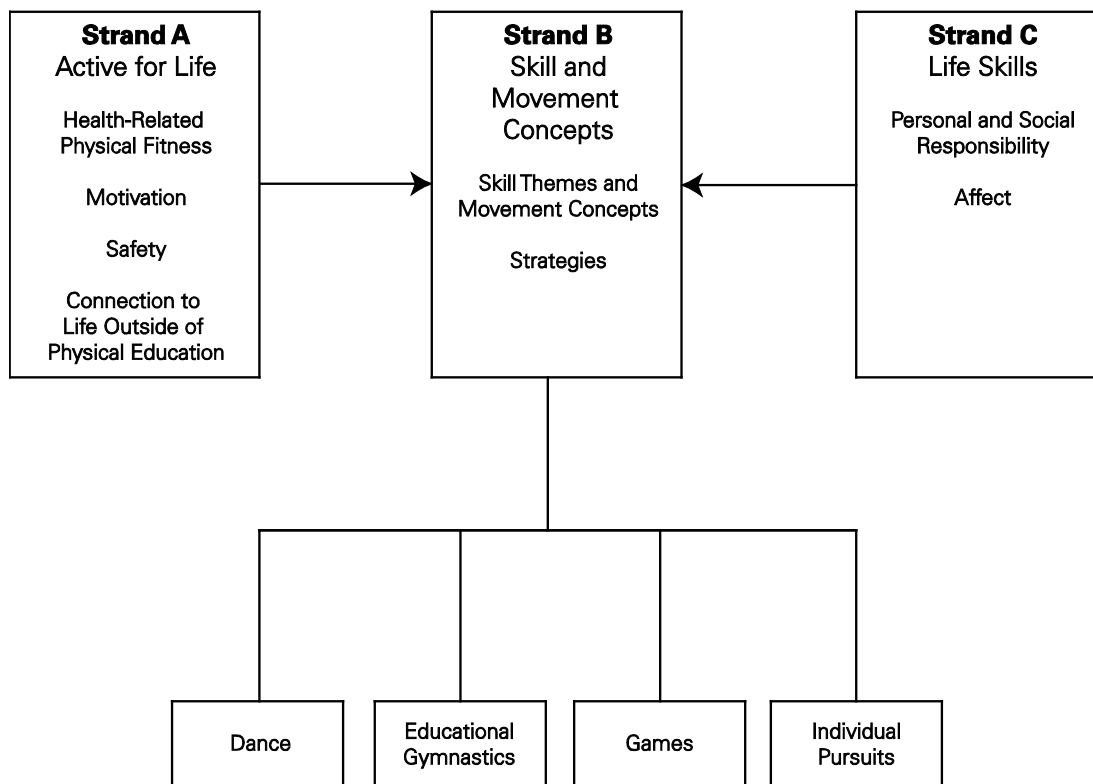 Strand A
Active for Life
Health-Related
Physical Fitness
Motivation
Safety
Connection to
Life Outside of
Physical Education
Strand B
Skill and
Movement
Concepts
Skill Themes and
Movement Concepts
Strategies
Strand C
Life Skills
Personal and Social
Responsibility
Affect
Dance
Educational
Gymnastics
Games
Individual
Pursuits